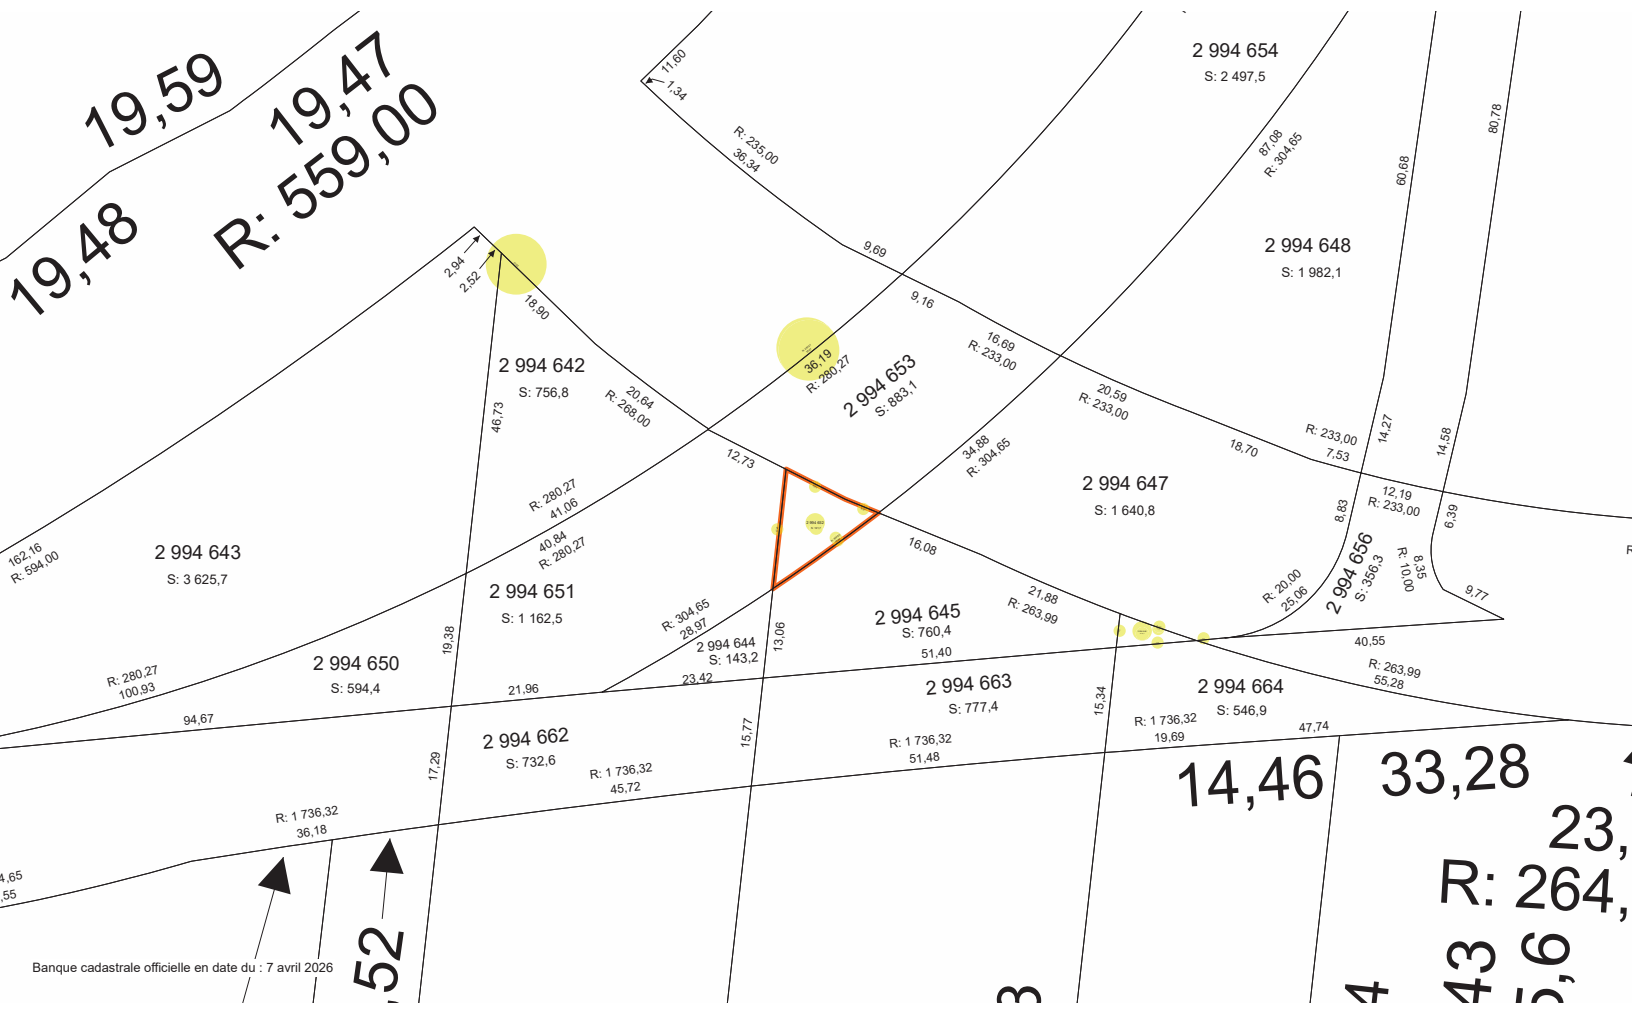 19,59
19,47
R: 559,00
19,48
11,60
1,34
R: 235,00
36,34
2 994 654
S: 2 497,5
87,08
R: 304,65
60,68
80,78
2 994 648
S: 1 982,1
9,69
9,16
16,69
R: 233,00
2,94
2,52
18,90
2 994 642
S: 756,8
46,73
20,64
R: 268,00
36,19
R: 280,27
2 994 653
S: 883,1
20,59
R: 233,00
18,70
R: 233,00
7,53
14,27
14,58
12,73
34,88
R: 304,65
2 994 647
S: 1 640,8
12,19
R: 233,00
8,83
6,39
R: 280,27
41,06
40,84
R: 280,27
162,16
R: 594,00
2 994 643
S: 3 625,7
16,08
2 994 656
S: 356,3
8,35
R: 10,00
R: 20,00
25,06
9,77
2 994 651
S: 1 162,5
21,88
R: 263,99
R: 304,65
28,97
2 994 645
S: 760,4
51,40
13,06
2 994 644
S: 143,2
19,38
40,55
2 994 650
S: 594,4
R: 280,27
100,93
23,42
21,96
94,67
R: 263,99
55,28
2 994 663
S: 777,4
15,34
2 994 664
S: 546,9
R: 1 736,32
19,69
47,74
2 994 662
S: 732,6
15,77
17,29
R: 1 736,32
51,48
R: 1 736,32
45,72
14,46
33,28
R: 1 736,32
36,18
23,
4,65
,55
R: 264,
,52
43
5,6
3
4
Banque cadastrale officielle en date du : 7 avril 2026